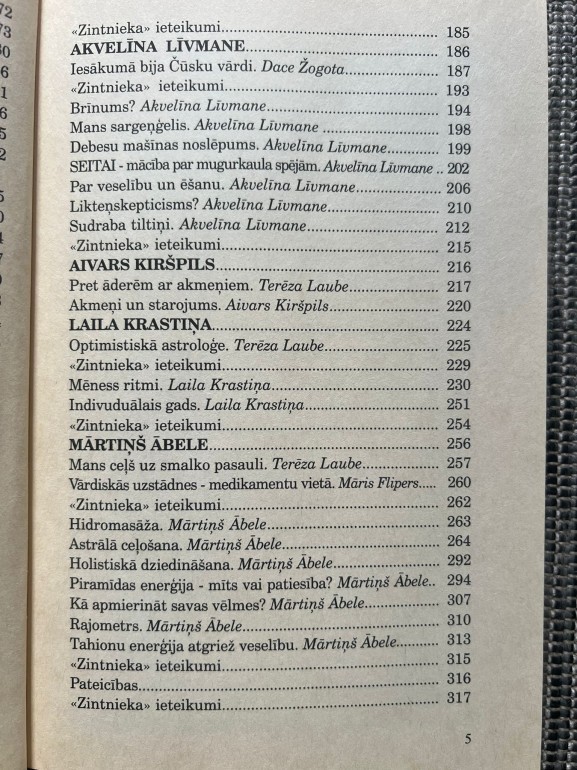 72
73
80
«Zintnieka» ieteikumi........ 185
AKVELĪNA LĪVMANE........ 186
Iesākumā bija Čūsku vārdi. Dace Žogota........ 187
«Zintnieka» ieteikumi........ 193
Brīnums? Akvelīna Līvmane........ 194
Mans sargeņģelis. Akvelīna Līvmane ........ 198
Debesu mašīnas noslēpums. Akvelīna Līvmane........ 199
SEITAI - mācība par mugurkaula spējām. Akvelīna Līvmane .. 202
Par veselību un ēšanu. Akvelīna Līvmane........ 206
Likteņskepticisms? Akvelīna Līvmane........ 210
Sudraba tiltiņi. Akvelīna Līvmane........ 212
«Zintnieka» ieteikumi........ 215
AIVARS KIRŠPILS........ 216
Pret āderēm ar akmeņiem. Terēza Laube........ 217
Akmeņi un starojums. Aivars Kiršpils........ 220
LAILA KRASTIŅA........ 224
Optimistiskā astroloģe. Terēza Laube........ 225
«Zintnieka» ieteikumi........ 229
Mēness ritmi. Laila Krastiņa........ 230
Indivuduālais gads. Laila Krastiņa........ 251
«Zintnieka» ieteikumi........ 254
MĀRTIŅŠ ĀBELE........ 256
Mans ceļš uz smalko pasauli. Terēza Laube........ 257
Vārdiskās uzstādnes - medikamentu vietā. Māris Flipers..... 260
«Zintnieka» ieteikumi........ 262
Hidromasāža. Mārtiņš Ābele........ 263
Astrālā ceļošana. Mārtiņš Ābele........ 264
Holistiskā dziedināšana. Mārtiņš Ābele........ 292
Piramīdas enerģija - mīts vai patiesība? Mārtiņš Ābele.. 294
Kā apmierināt savas vēlmes? Mārtiņš Ābele........ 307
Rajometrs. Mārtiņš Ābele........ 310
Tahionu enerģija atgriež veselību. Mārtiņš Ābele........ 313
«Zintnieka» ieteikumi........ 315
Pateicības........ 316
«Zintnieka» ieteikumi........ 317
5